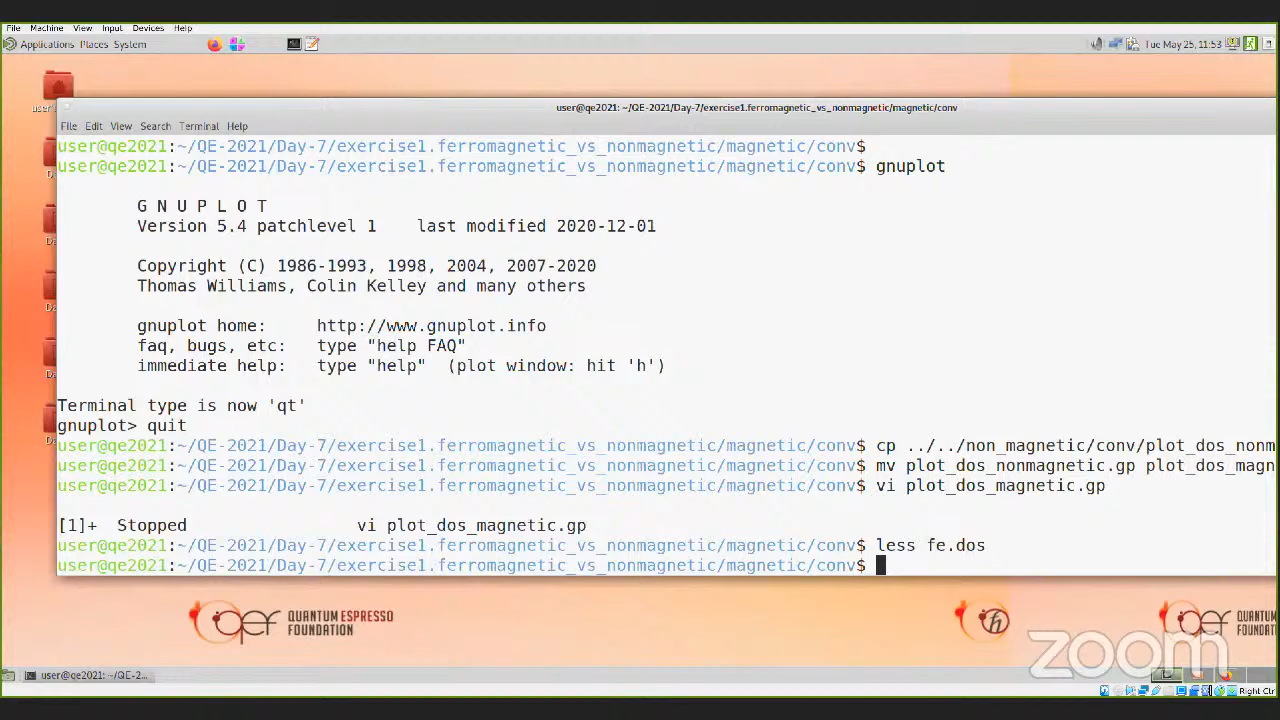 File Machine View Input Devices Help
Applications Places System
Tue May 25, 11:53
user@qe2021: ~/QE-2021/Day-7/exercise1.ferromagnetic_vs_nonmagnetic/magnetic/conv
File Edit View Search Terminal Help
user@qe2021:~/QE-2021/Day-7/exercise1.ferromagnetic_vs_nonmagnetic/magnetic/conv$
user@qe2021:~/QE-2021/Day-7/exercise1.ferromagnetic_vs_nonmagnetic/magnetic/conv$ gnuplot
G N U P L O T
Version 5.4 patchlevel 1    last modified 2020-12-01
Copyright (C) 1986-1993, 1998, 2004, 2007-2020
Thomas Williams, Colin Kelley and many others
gnuplot home:     http://www.gnuplot.info
faq, bugs, etc:   type "help FAQ"
immediate help:   type "help"  (plot window: hit 'h')
Terminal type is now 'qt'
gnuplot> quit
user@qe2021:~/QE-2021/Day-7/exercise1.ferromagnetic_vs_nonmagnetic/magnetic/conv$ cp ../../non_magnetic/conv/plot_dos_nonm
user@qe2021:~/QE-2021/Day-7/exercise1.ferromagnetic_vs_nonmagnetic/magnetic/conv$ mv plot_dos_nonmagnetic.gp plot_dos_magn
user@qe2021:~/QE-2021/Day-7/exercise1.ferromagnetic_vs_nonmagnetic/magnetic/conv$ vi plot_dos_magnetic.gp
[1]+  Stopped                 vi plot_dos_magnetic.gp
user@qe2021:~/QE-2021/Day-7/exercise1.ferromagnetic_vs_nonmagnetic/magnetic/conv$ less fe.dos
user@qe2021:~/QE-2021/Day-7/exercise1.ferromagnetic_vs_nonmagnetic/magnetic/conv$
QUANTUM ESPRESSO
FOUNDATION
zoom
user@qe2021: ~/QE-2...
Right Ctrl